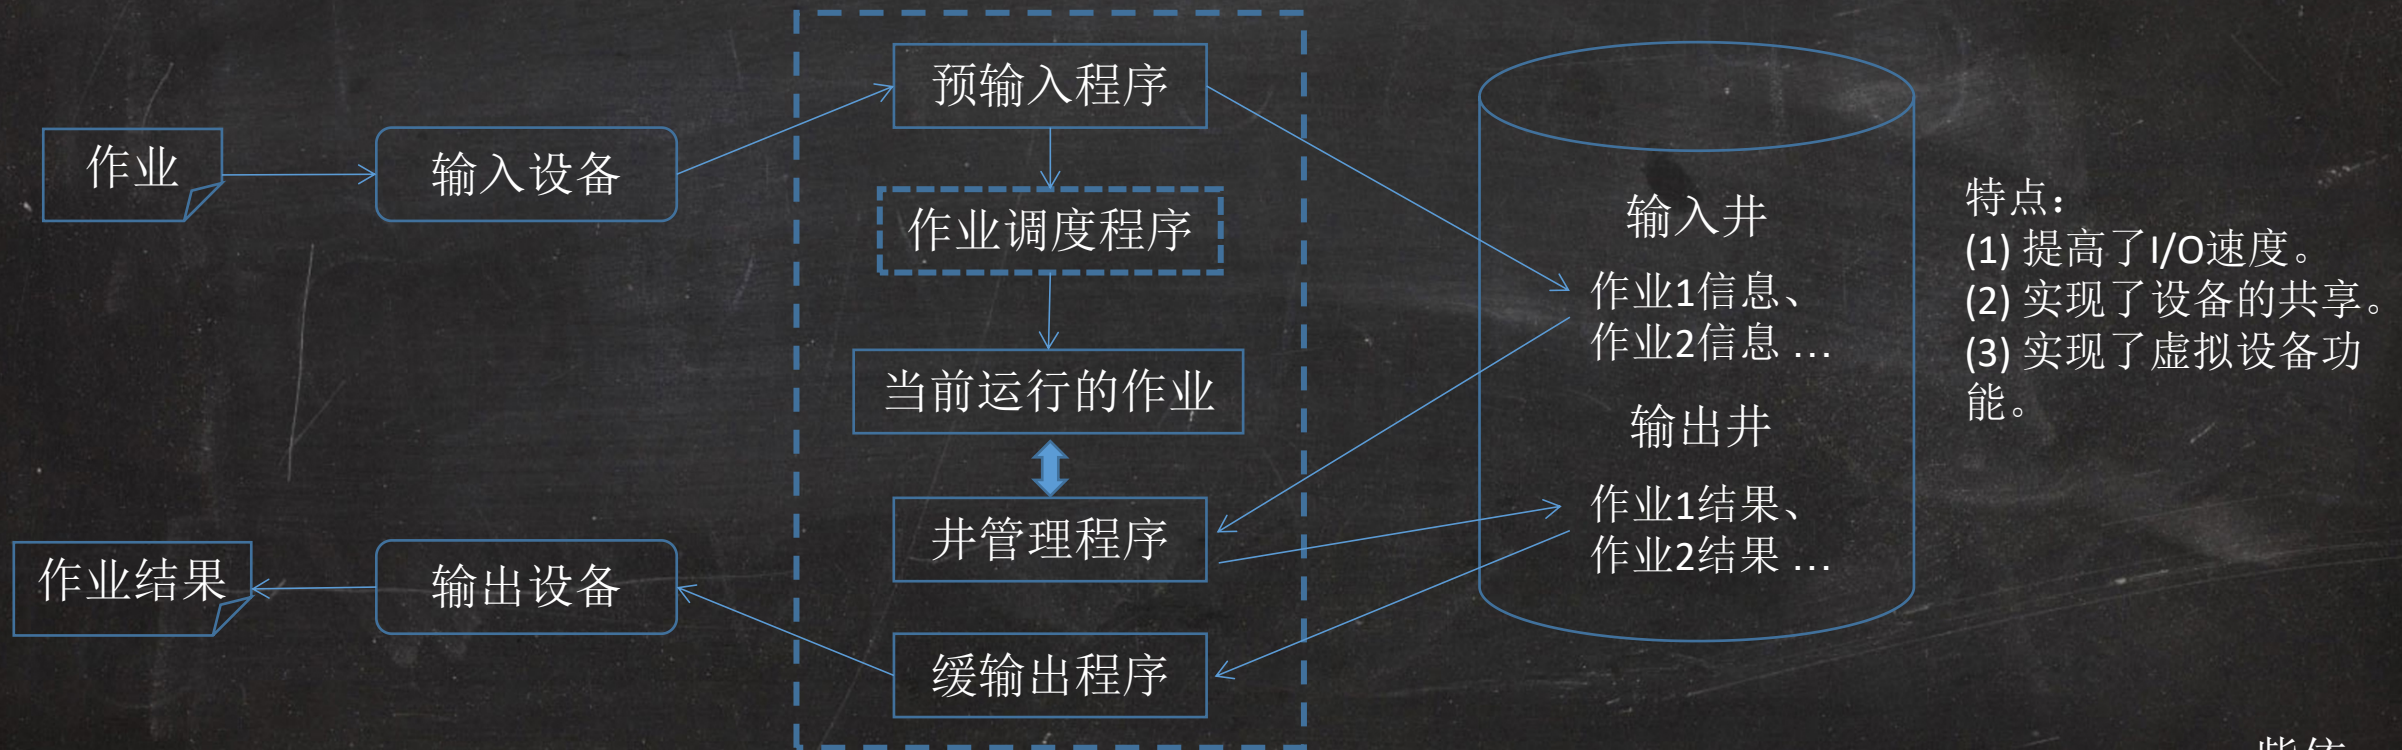 预输入程序
作业
输入设备
作业调度程序
当前运行的作业
井管理程序
缓输出程序
作业结果
输出设备
输入井
作业1信息、
作业2信息 …
输出井
作业1结果、
作业2结果 …
特点：
(1) 提高了I/O速度。
(2) 实现了设备的共享。
(3) 实现了虚拟设备功
能。